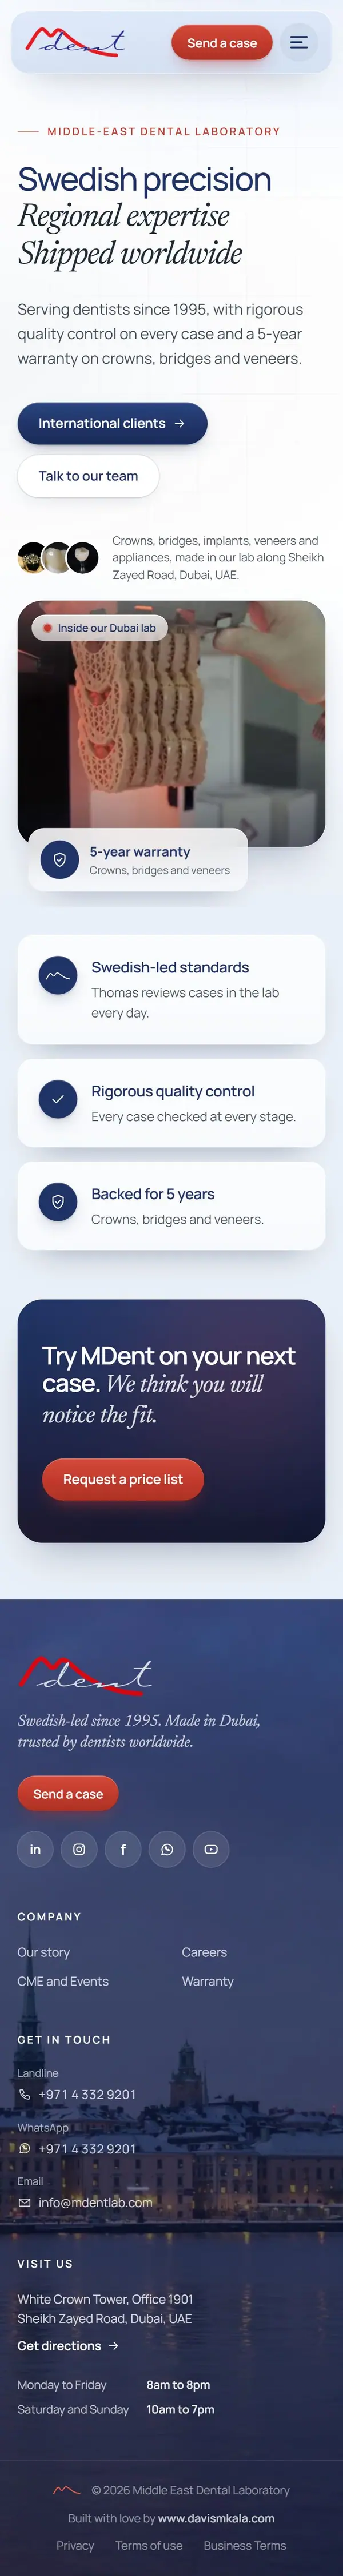 Mdent
Send a case
MIDDLE-EAST DENTAL LABORATORY
Swedish precision
Regional expertise
Shipped worldwide
Serving dentists since 1995, with rigorous
quality control on every case and a 5-year
warranty on crowns, bridges and veneers.
International clients →
Talk to our team
Crowns, bridges, implants, veneers and
appliances, made in our lab along Sheikh
Zayed Road, Dubai, UAE.
Inside our Dubai lab
5-year warranty
Crowns, bridges and veneers
Swedish-led standards
Thomas reviews cases in the lab
every day.
Rigorous quality control
Every case checked at every stage.
Backed for 5 years
Crowns, bridges and veneers.
Try MDent on your next
case. We think you will
notice the fit.
Request a price list
Mdent
Swedish-led since 1995. Made in Dubai,
trusted by dentists worldwide.
Send a case
in f
COMPANY
Our story Careers
CME and Events Warranty
GET IN TOUCH
Landline
+971 4 332 9201
WhatsApp
+971 4 332 9201
Email
info@mdentlab.com
VISIT US
White Crown Tower, Office 1901
Sheikh Zayed Road, Dubai, UAE
Get directions →
Monday to Friday 8am to 8pm
Saturday and Sunday 10am to 7pm
© 2026 Middle East Dental Laboratory
Built with love by www.davismkala.com
Privacy Terms of use Business Terms